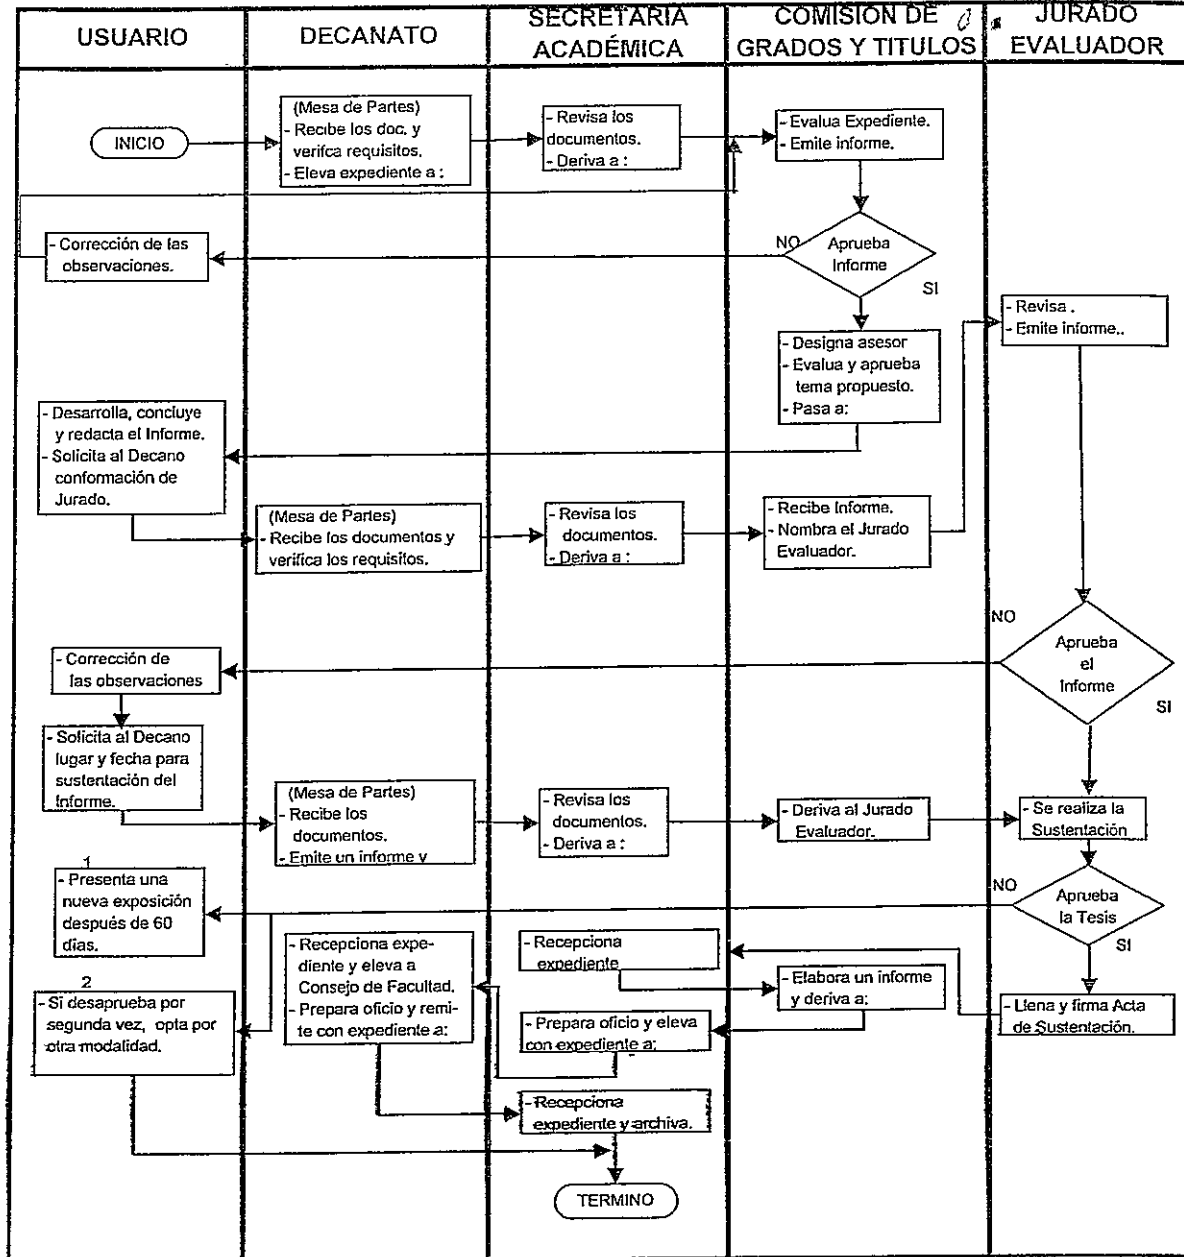 USUARIO
DECANATO
SECRETARIA
ACADÉMICA
COMISION DE
GRADOS Y TITULOS
JURADO
EVALUADOR
INICIO
(Mesa de Partes)
- Recibe los doc. y
verifca requisitos.
- Eleva expediente a :
- Revisa los
documentos.
- Deriva a :
- Evalua Expediente.
- Emite informe.
- Corrección de las
observaciones.
NO
Aprueba
Informe
SI
- Revisa .
- Emite informe..
- Designa asesor
- Evalua y aprueba
tema propuesto.
- Pasa a:
- Desarrolla, concluye
y redacta el Informe.
- Solicita al Decano
conformación de
Jurado.
(Mesa de Partes)
- Recibe los documentos y
verifica los requisitos.
- Revisa los
documentos.
- Deriva a :
- Recibe Informe.
- Nombra el Jurado
Evaluador.
NO
Aprueba
el
Informe
SI
- Corrección de
las observaciones
- Solicita al Decano
lugar y fecha para
sustentación del
Informe.
(Mesa de Partes)
- Recibe los
documentos.
- Emite un informe y
- Revisa los
documentos.
- Deriva a :
- Deriva al Jurado
Evaluador.
- Se realiza la
Sustentación
1
- Presenta una
nueva exposición
después de 60
días.
NO
Aprueba
la Tesis
SI
- Recepciona expe-
diente y eleva a
Consejo de Facultad.
- Prepara oficio y remi-
te con expediente a:
- Recepciona
expediente
- Elabora un informe
y deriva a:
- Llena y firma Acta
de Sustentación.
2
- Si desaprueba por
segunda vez, opta por
otra modalidad.
- Prepara oficio y eleva
con expediente a:
- Recepciona
expediente y archiva.
TERMINO